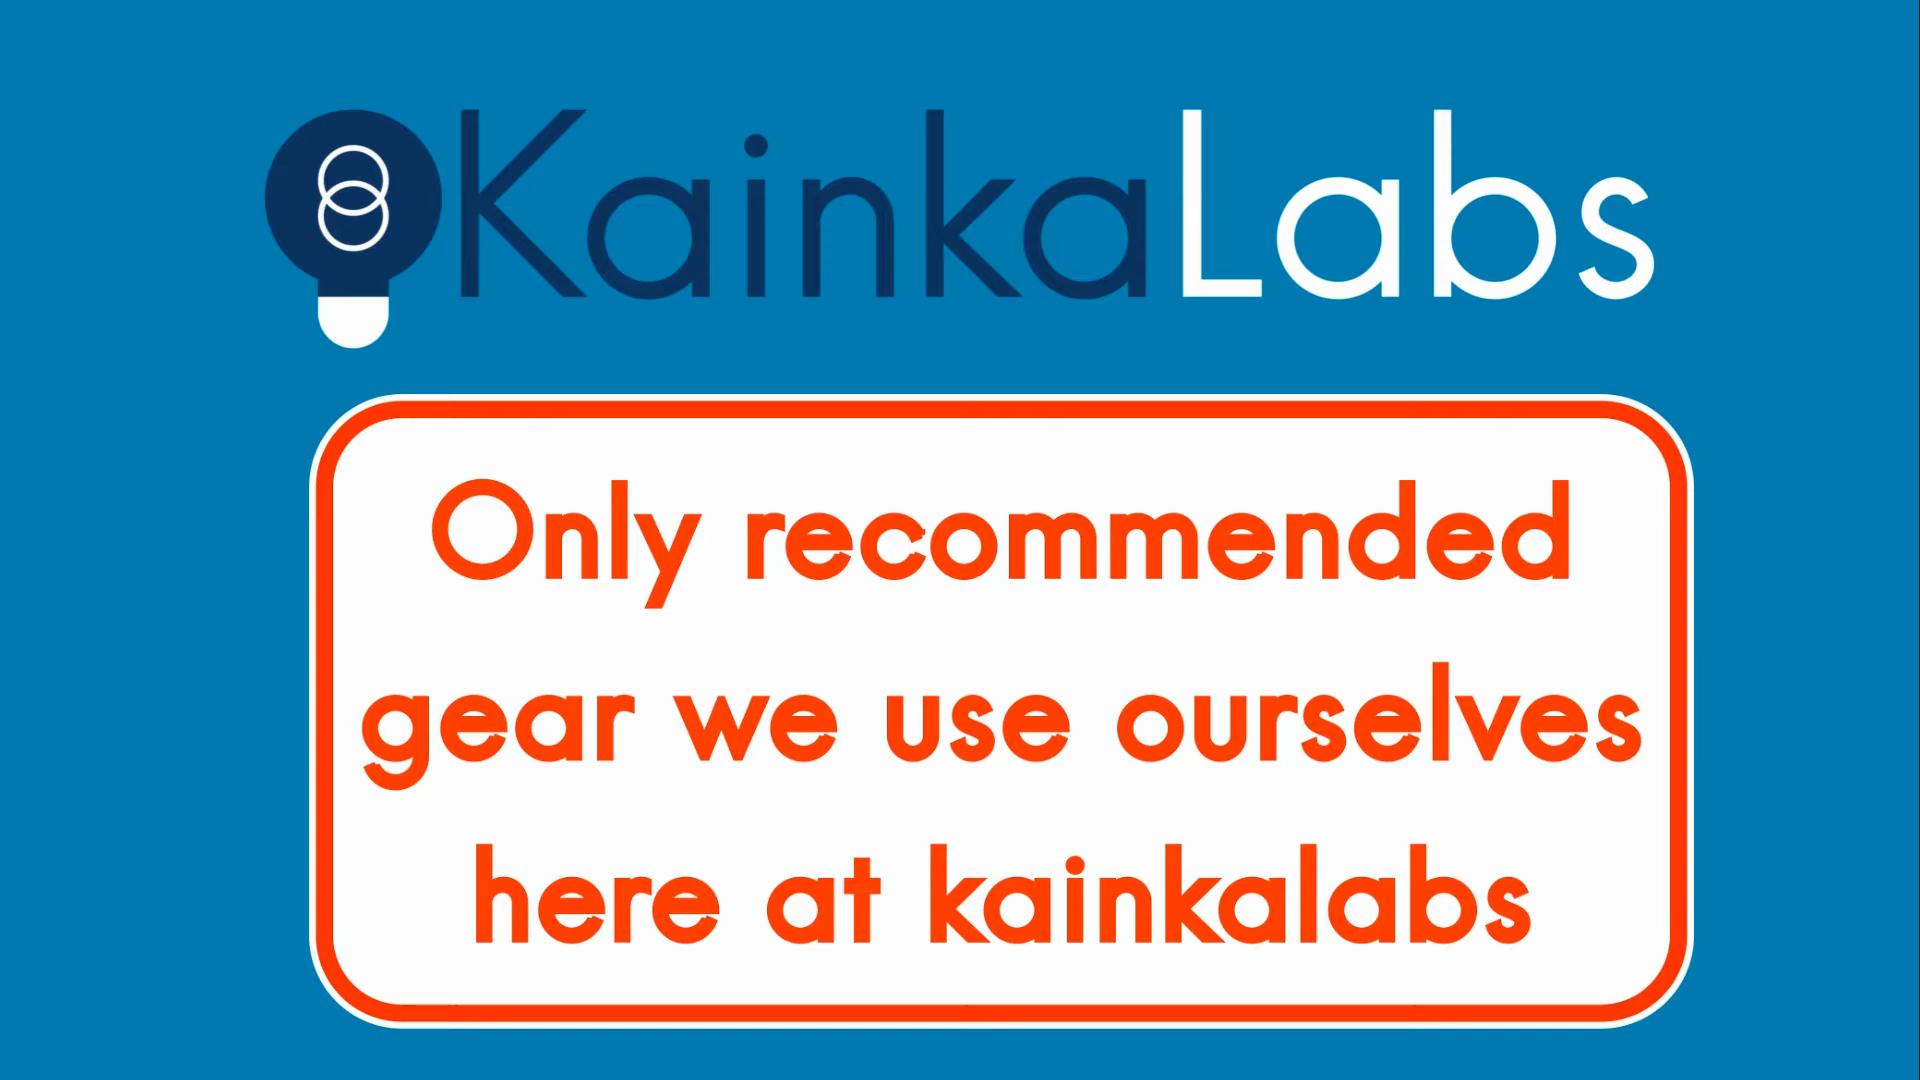 KainkaLabs
Only recommended
gear we use ourselves
here at kainkalabs